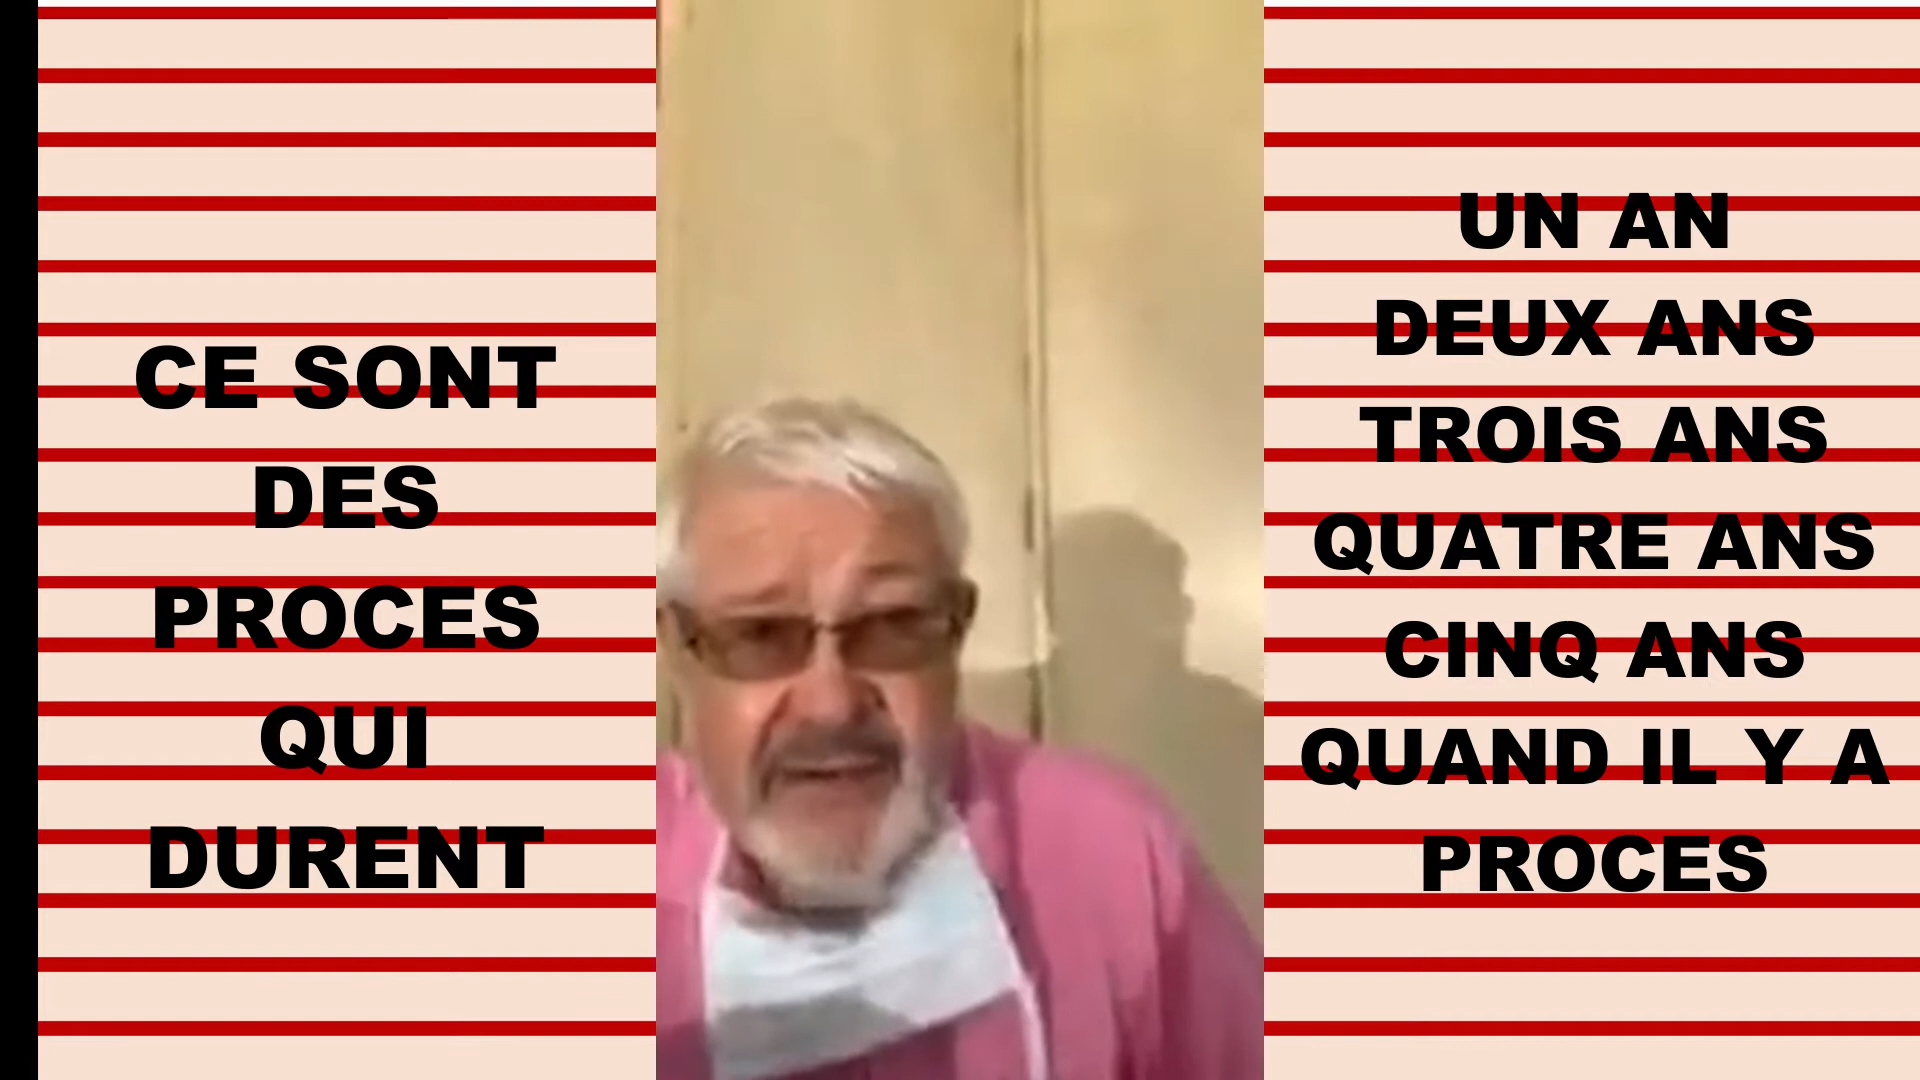 CE SONT
DES
PROCES
QUI
DURENT
UN AN
DEUX ANS
TROIS ANS
QUATRE ANS
CINQ ANS
QUAND IL Y A
PROCES